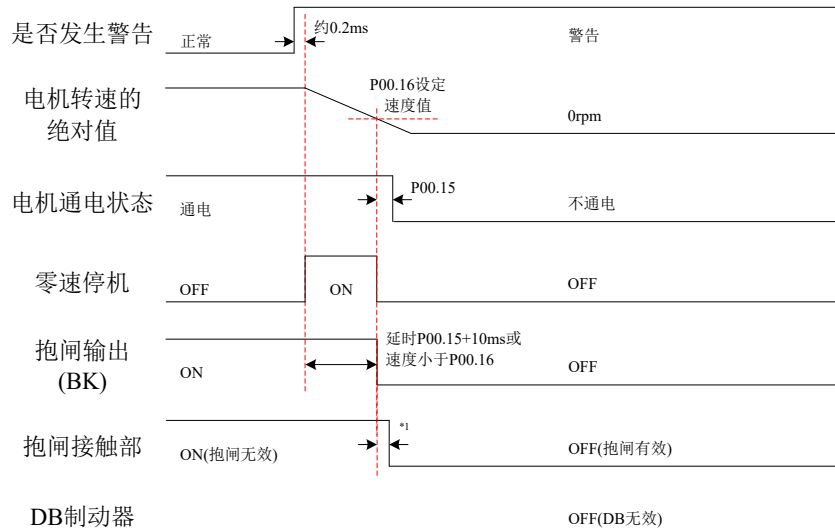 是否发生警告
正常
约0.2ms
警告
电机转速的
绝对值
P00.16设定
速度值
0rpm
电机通电状态
通电
P00.15
不通电
零速停机
OFF
ON
OFF
抱闸输出
(BK)
ON
延时P00.15+10ms或
速度小于P00.16
OFF
抱闸接触部
ON(抱闸无效)
*1
OFF(抱闸有效)
DB制动器
OFF(DB无效)